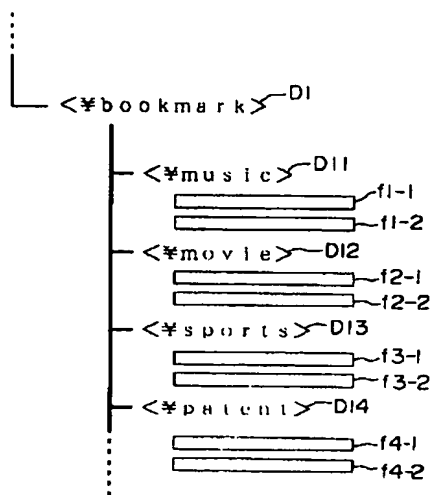 <¥bookmark> D1
<¥music> D11
f1-1
f1-2
<¥movie> D12
f2-1
f2-2
<¥sports> D13
f3-1
f3-2
<¥patent> D14
f4-1
f4-2